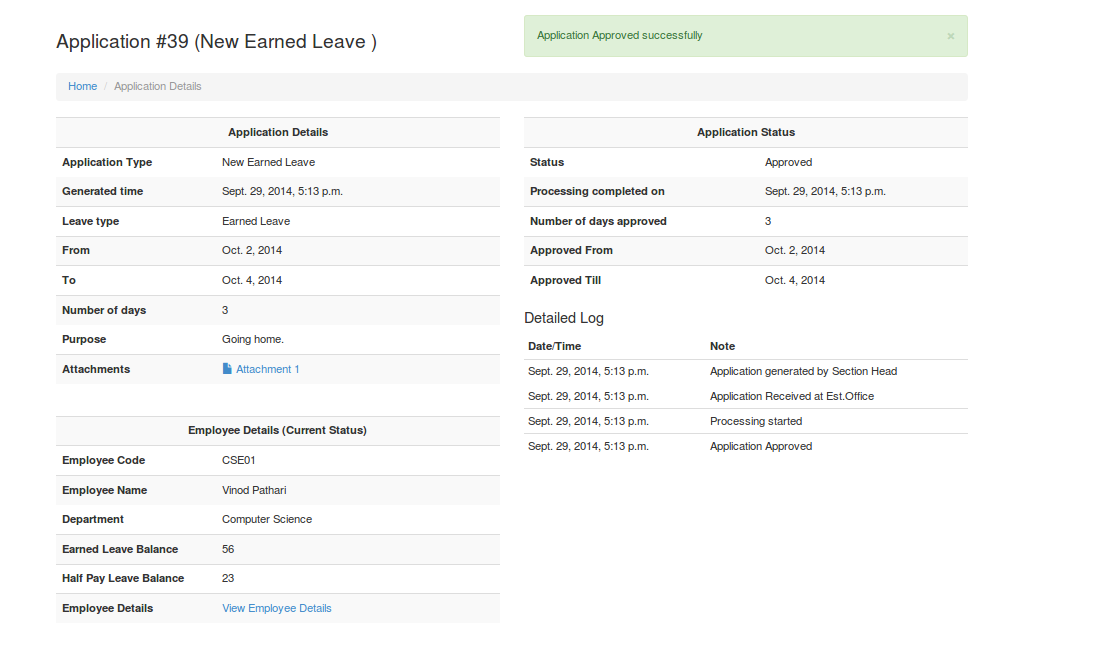 Application #39 (New Earned Leave )
Application Approved successfully ×
Home / Application Details
Application Details
Application Type New Earned Leave
Generated time Sept. 29, 2014, 5:13 p.m.
Leave type Earned Leave
From Oct. 2, 2014
To Oct. 4, 2014
Number of days 3
Purpose Going home.
Attachments Attachment 1
Employee Details (Current Status)
Employee Code CSE01
Employee Name Vinod Pathari
Department Computer Science
Earned Leave Balance 56
Half Pay Leave Balance 23
Employee Details View Employee Details
Application Status
Status Approved
Processing completed on Sept. 29, 2014, 5:13 p.m.
Number of days approved 3
Approved From Oct. 2, 2014
Approved Till Oct. 4, 2014
Detailed Log
Date/Time Note
Sept. 29, 2014, 5:13 p.m. Application generated by Section Head
Sept. 29, 2014, 5:13 p.m. Application Received at Est.Office
Sept. 29, 2014, 5:13 p.m. Processing started
Sept. 29, 2014, 5:13 p.m. Application Approved